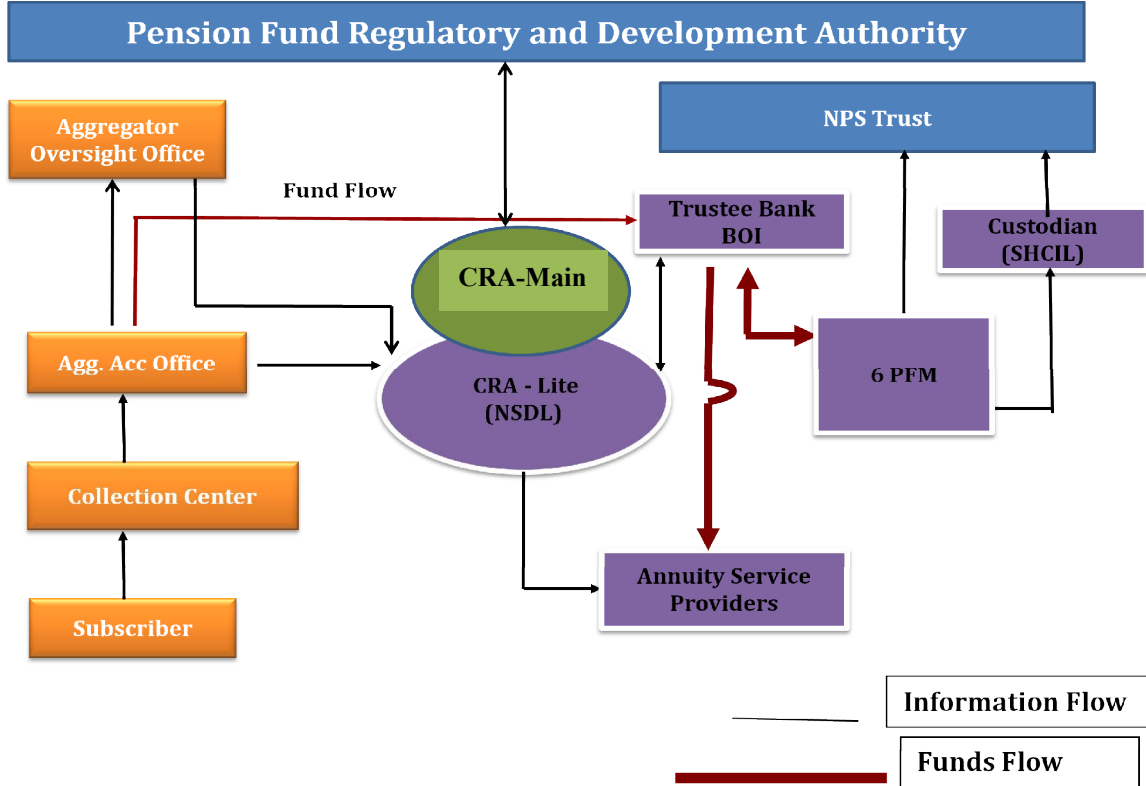 Pension Fund Regulatory and Development Authority
NPS Trust
Aggregator
Oversight Office
Fund Flow
Trustee Bank
BOI
Custodian
(SHCIL)
CRA-Main
Agg. Acc Office
CRA - Lite
(NSDL)
6 PFM
Collection Center
Annuity Service
Providers
Subscriber
Information Flow
Funds Flow